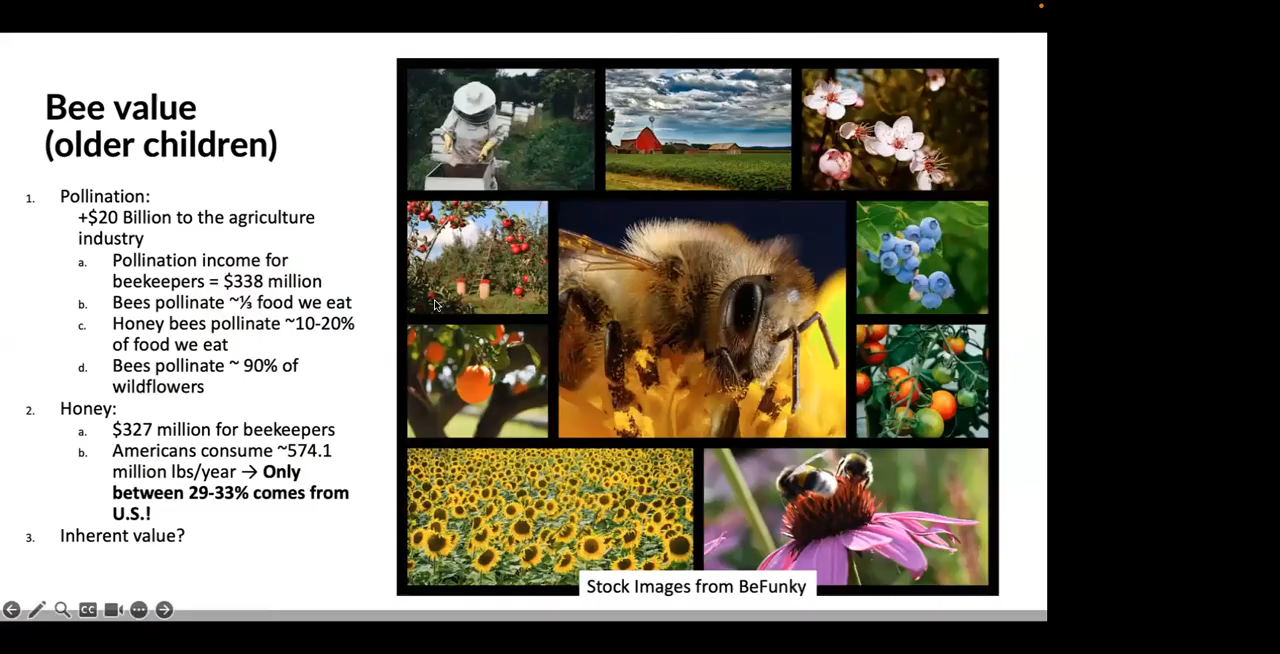 Bee value
(older children)
1. Pollination:
+$20 Billion to the agriculture
industry
a. Pollination income for
beekeepers = $338 million
b. Bees pollinate ~⅓ food we eat
c. Honey bees pollinate ~10-20%
of food we eat
d. Bees pollinate ~ 90% of
wildflowers
2. Honey:
a. $327 million for beekeepers
b. Americans consume ~574.1
million lbs/year → Only
between 29-33% comes from
U.S.!
3. Inherent value?
Stock Images from BeFunky
CC